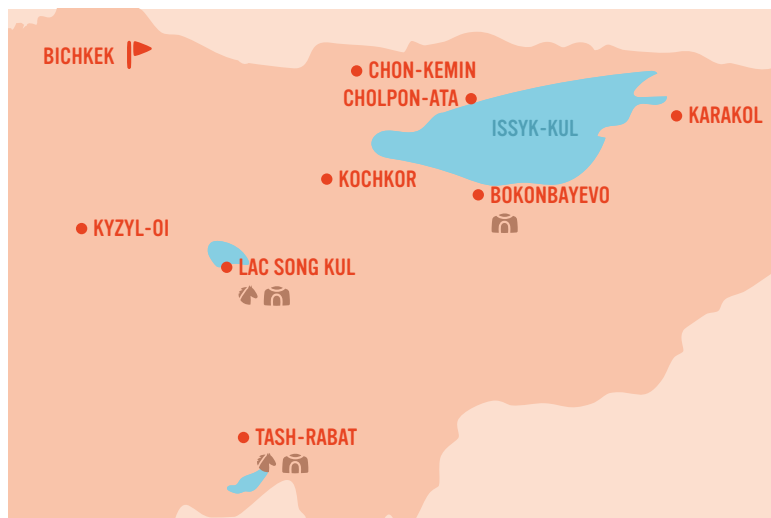 BICHKEK
CHON-KEMIN
CHOLPON-ATA
KARAKOL
ISSYK-KUL
KOCHKOR
BOKONBAYEVO
KYZYL-OI
LAC SONG KUL
TASH-RABAT